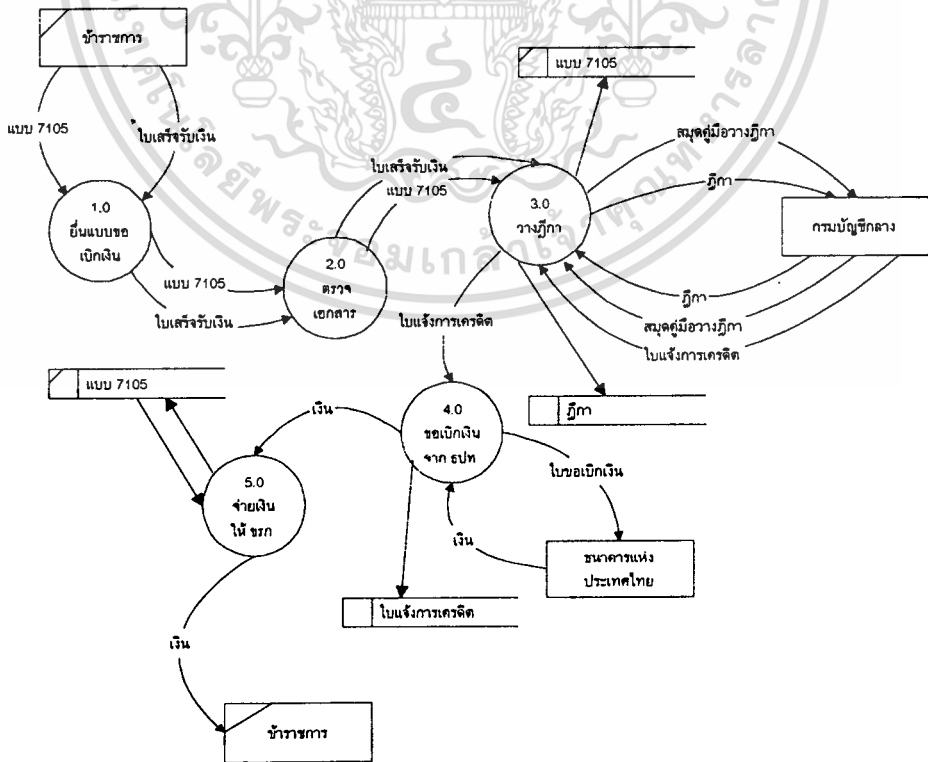 ข้าราชการ
แบบ 7105
ใบเสร็จรับเงิน
1.0
ยื่นแบบขอ
เบิกเงิน
แบบ 7105
ใบเสร็จรับเงิน
2.0
ตรวจ
เอกสาร
ใบเสร็จรับเงิน
แบบ 7105
แบบ 7105
3.0
วางฎีกา
สมุดคู่มือวางฎีกา
ฎีกา
กรมบัญชีกลาง
ฎีกา
สมุดคู่มือวางฎีกา
ใบแจ้งการเครดิต
ใบแจ้งการเครดิต
ฎีกา
แบบ 7105
เงิน
4.0
ขอเบิกเงิน
จาก ธปท
ใบขอเบิกเงิน
5.0
จ่ายเงิน
ให้ ขรก
เงิน
ธนาคารแห่ง
ประเทศไทย
ใบแจ้งการเครดิต
เงิน
ข้าราชการ